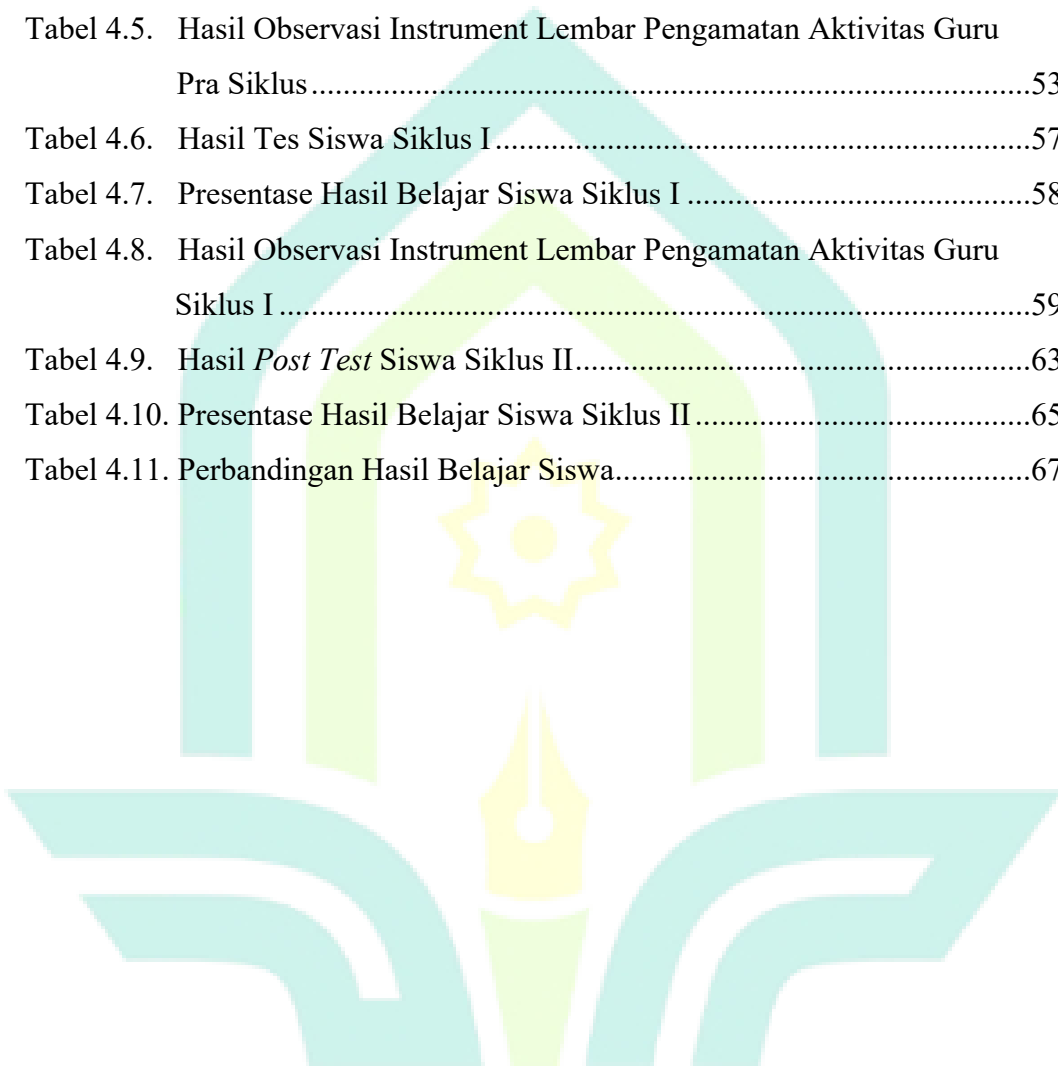 Tabel 4.5. Hasil Observasi Instrument Lembar Pengamatan Aktivitas Guru
Pra Siklus....................................................................................................53
Tabel 4.6. Hasil Tes Siswa Siklus I..........................................................................57
Tabel 4.7. Presentase Hasil Belajar Siswa Siklus I ...............................................58
Tabel 4.8. Hasil Observasi Instrument Lembar Pengamatan Aktivitas Guru
Siklus I.........................................................................................................59
Tabel 4.9. Hasil Post Test Siswa Siklus II..............................................................63
Tabel 4.10. Presentase Hasil Belajar Siswa Siklus II..............................................65
Tabel 4.11. Perbandingan Hasil Belajar Siswa.........................................................67